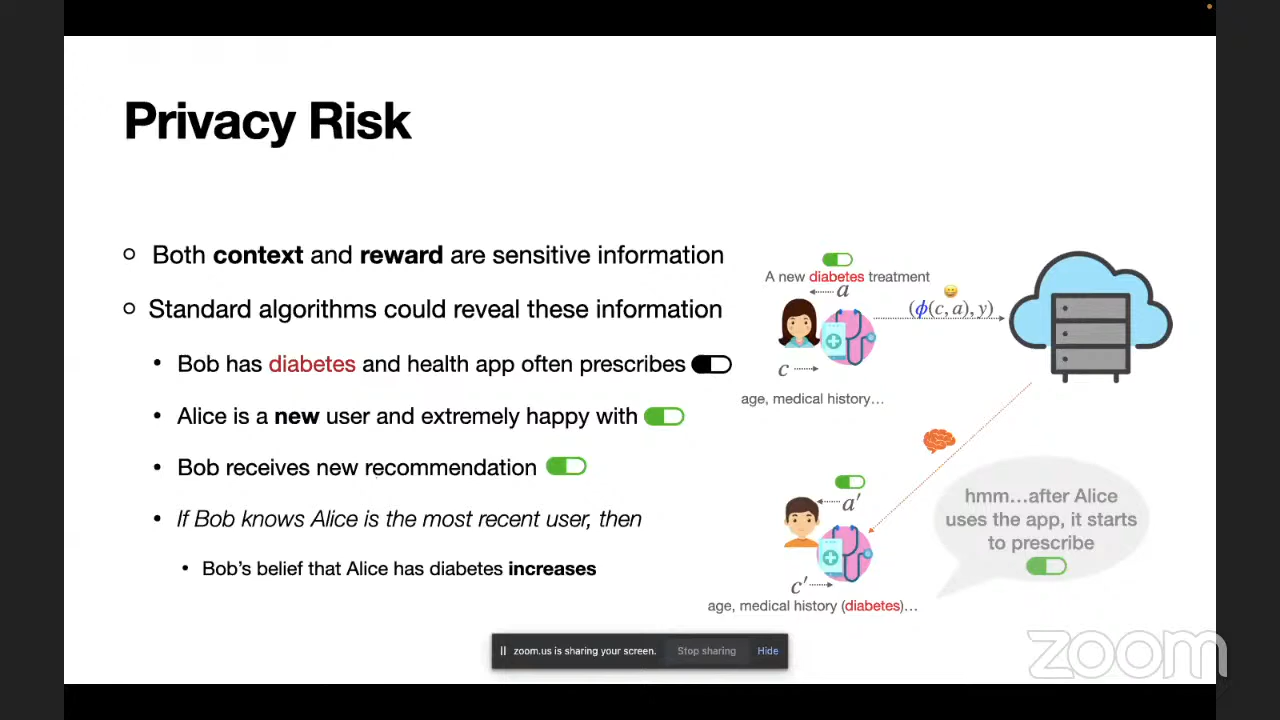 Privacy Risk
Both context and reward are sensitive information
Standard algorithms could reveal these information
Bob has diabetes and health app often prescribes
Alice is a new user and extremely happy with
Bob receives new recommendation
If Bob knows Alice is the most recent user, then
Bob's belief that Alice has diabetes increases
A new diabetes treatment
a
(ϕ(c, a), y)
c
age, medical history…
a′
c′
age, medical history (diabetes)…
hmm…after Alice
uses the app, it starts
to prescribe
zoom.us is sharing your screen.
Stop sharing
Hide
zoom